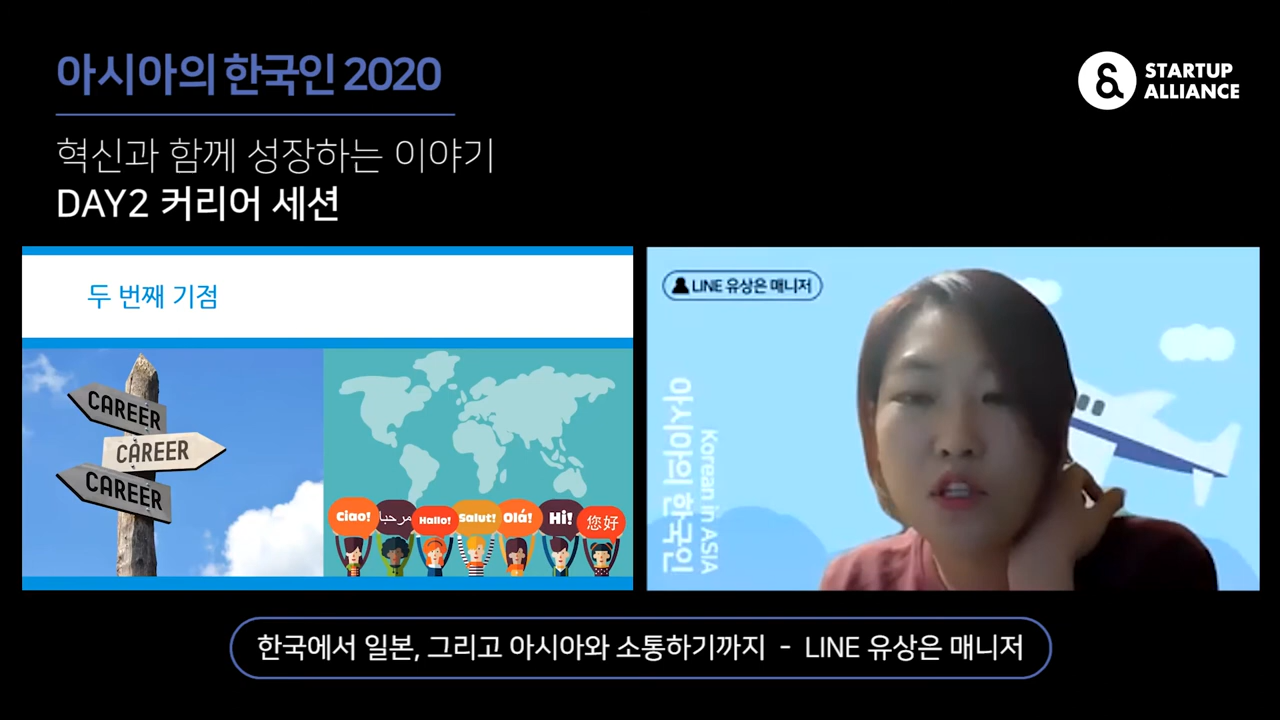 아시아의 한국인 2020
STARTUP
ALLIANCE
혁신과 함께 성장하는 이야기
DAY2 커리어 세션
두 번째 기점
CAREER
CAREER
CAREER
Ciao!
مرحبا
Hallo!
Salut!
Olá!
Hi!
您好
LINE 유상은 매니저
아시아의 한국인
Korean in ASIA
한국에서 일본, 그리고 아시아와 소통하기까지 - LINE 유상은 매니저